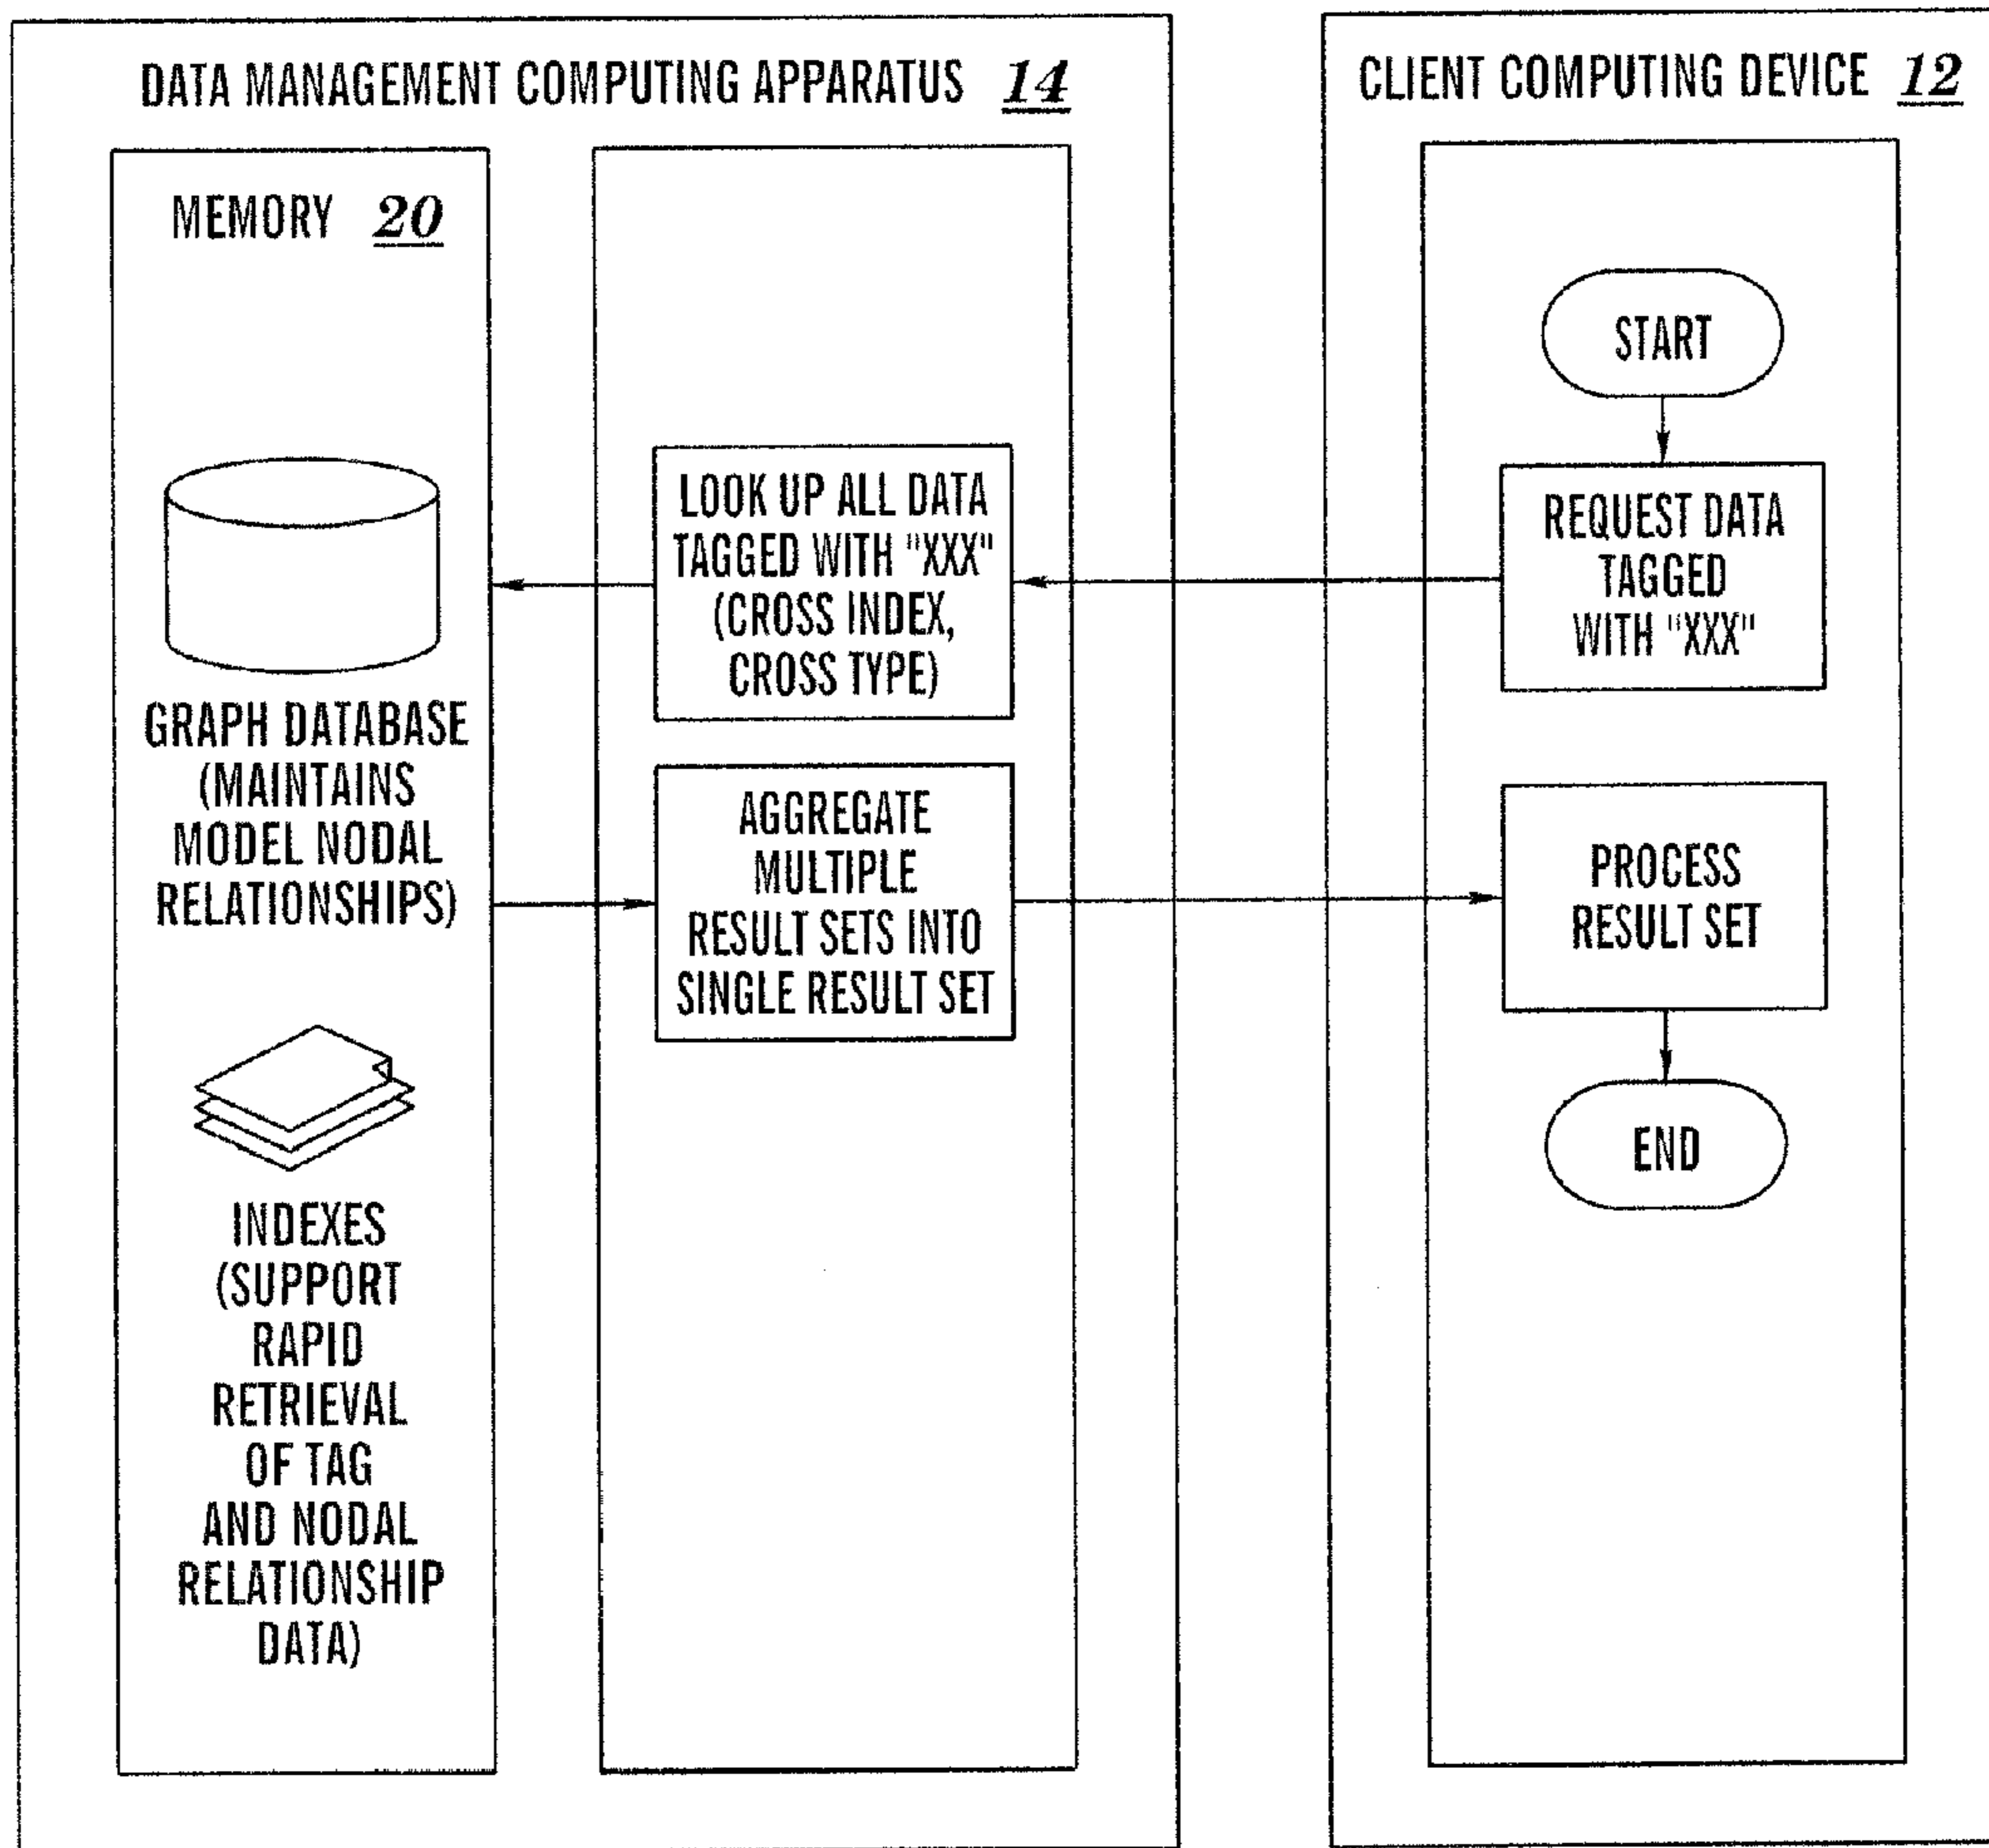 DATA MANAGEMENT COMPUTING APPARATUS 14
MEMORY 20
GRAPH DATABASE
(MAINTAINS
MODEL NODAL
RELATIONSHIPS)
INDEXES
(SUPPORT
RAPID
RETRIEVAL
OF TAG
AND NODAL
RELATIONSHIP
DATA)
LOOK UP ALL DATA
TAGGED WITH "XXX"
(CROSS INDEX,
CROSS TYPE)
AGGREGATE
MULTIPLE
RESULT SETS INTO
SINGLE RESULT SET
CLIENT COMPUTING DEVICE 12
START
REQUEST DATA
TAGGED
WITH "XXX"
PROCESS
RESULT SET
END